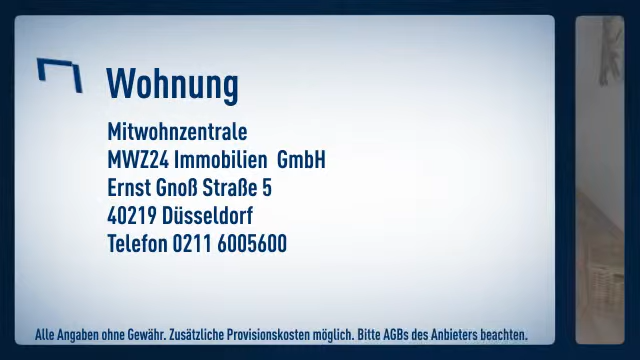 Wohnung
Mitwohnzentrale
MWZ24 Immobilien GmbH
Ernst Gnoß Straße 5
40219 Düsseldorf
Telefon 0211 6005600
Alle Angaben ohne Gewähr. Zusätzliche Provisionskosten möglich. Bitte AGBs des Anbieters beachten.